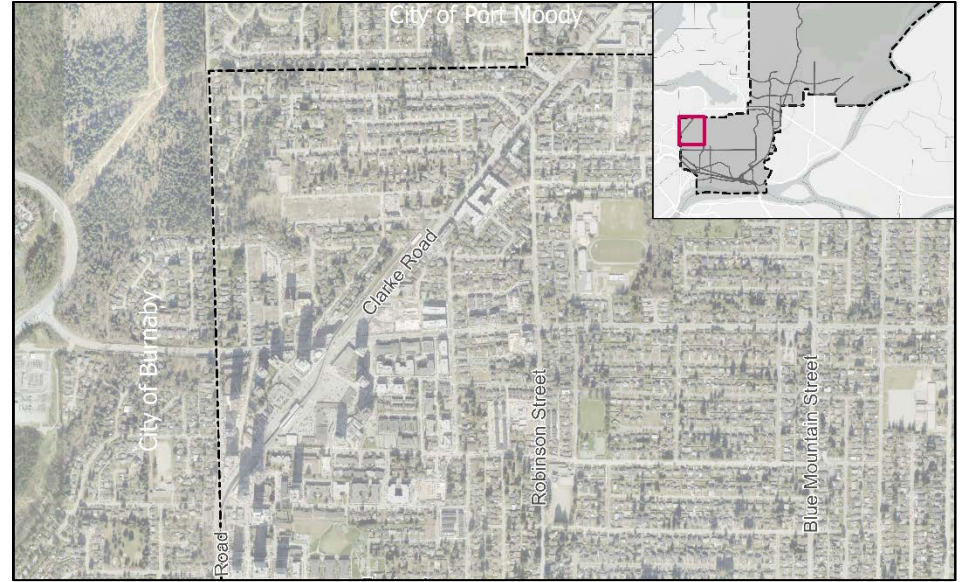 City of Port Moody
Clarke Road
City of Burnaby
Robinson Street
Blue Mountain Street
Road